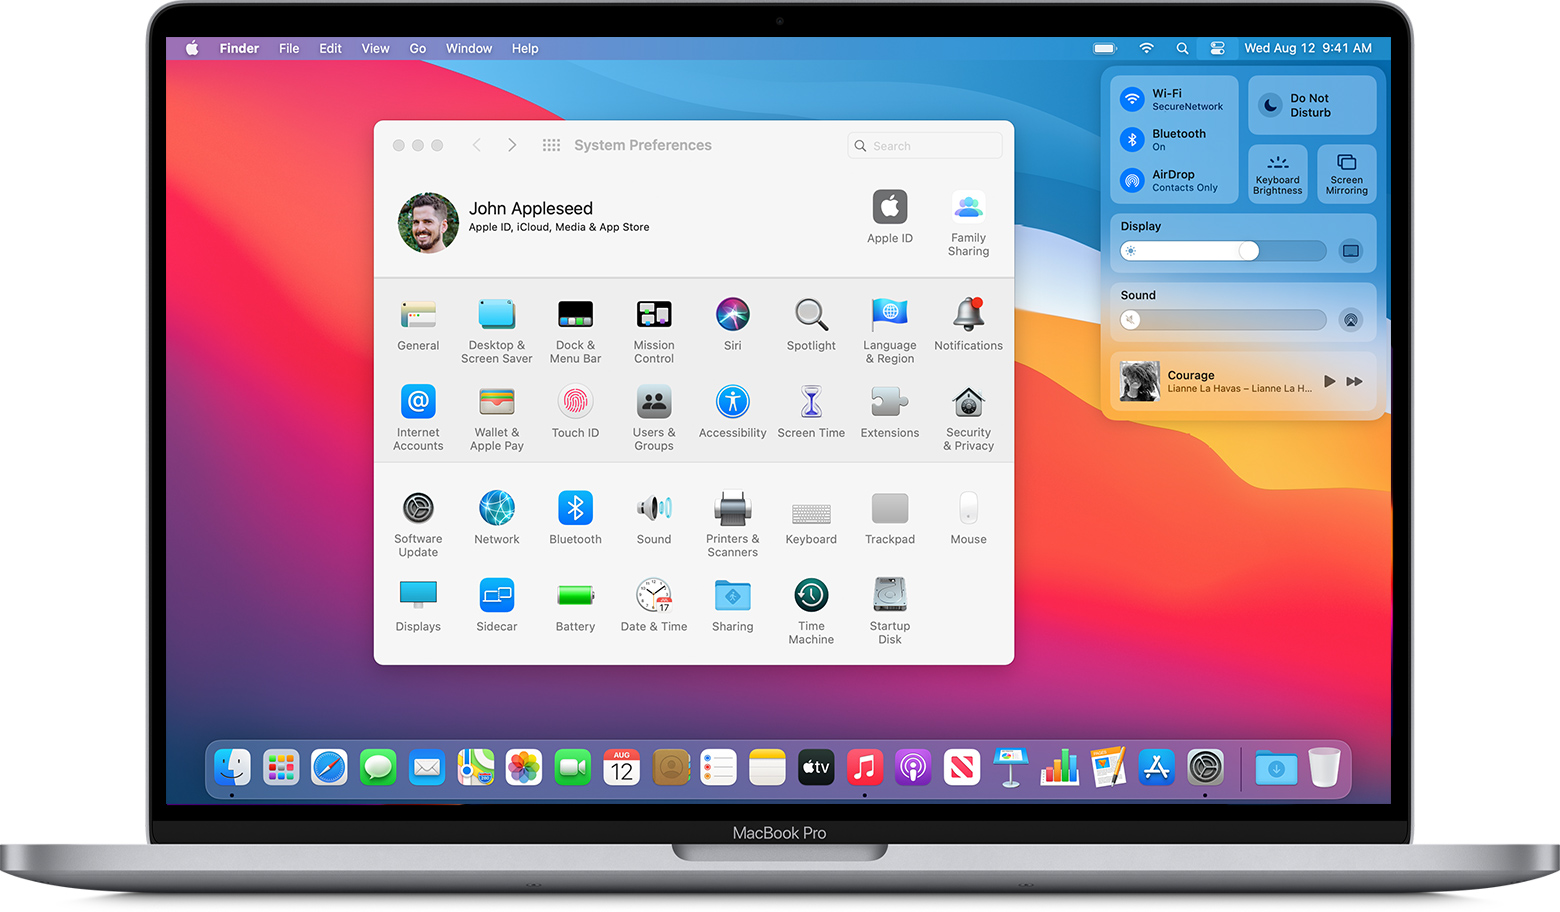 Finder File Edit View Go Window Help
Wed Aug 12 9:41 AM
System Preferences
Search
John Appleseed
Apple ID, iCloud, Media & App Store
Apple ID
Family
Sharing
General
Desktop &
Screen Saver
Dock &
Menu Bar
Mission
Control
Siri
Spotlight
Language
& Region
Notifications
Internet
Accounts
Wallet &
Apple Pay
Touch ID
Users &
Groups
Accessibility
Screen Time
Extensions
Security
& Privacy
Software
Update
Network
Bluetooth
Sound
Printers &
Scanners
Keyboard
Trackpad
Mouse
Displays
Sidecar
Battery
JUL
17
Date & Time
Sharing
Time
Machine
Startup
Disk
Wi-Fi
SecureNetwork
Bluetooth
On
AirDrop
Contacts Only
Do Not
Disturb
Keyboard
Brightness
Screen
Mirroring
Display
Sound
Courage
Lianne La Havas – Lianne La H...
AUG
12
tv
MacBook Pro